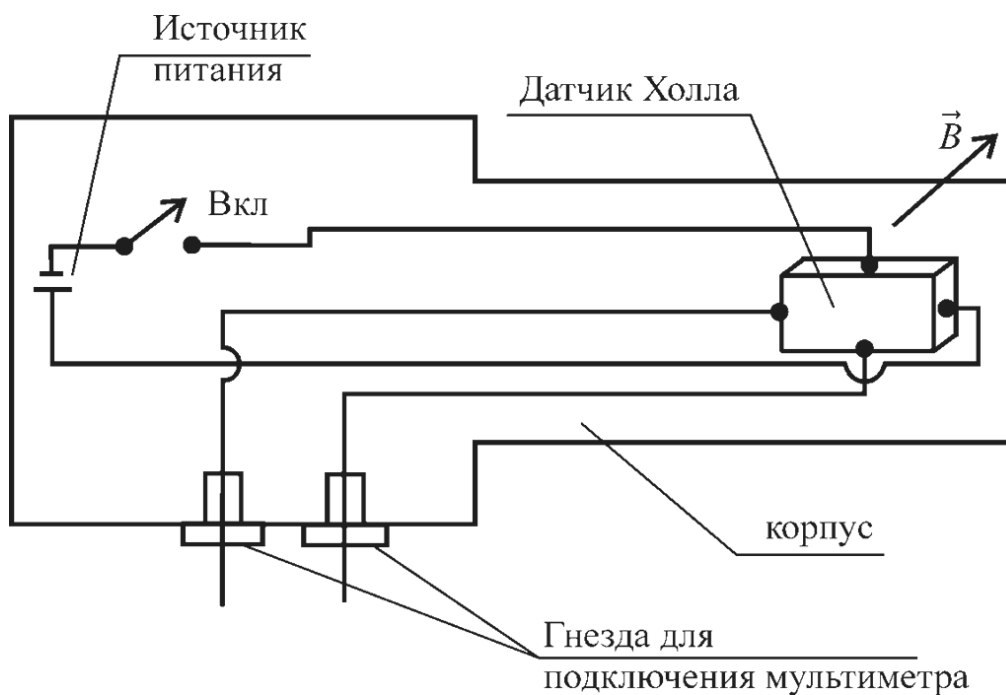 Источник
питания
Датчик Холла
B
Вкл
корпус
Гнезда для
подключения мультиметра